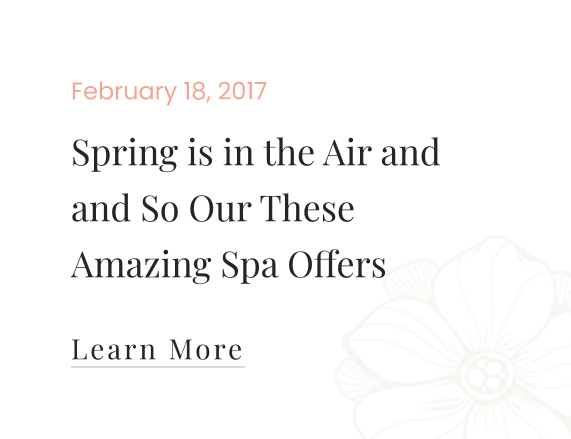 February 18, 2017
Spring is in the Air and
and So Our These
Amazing Spa Offers
Learn More